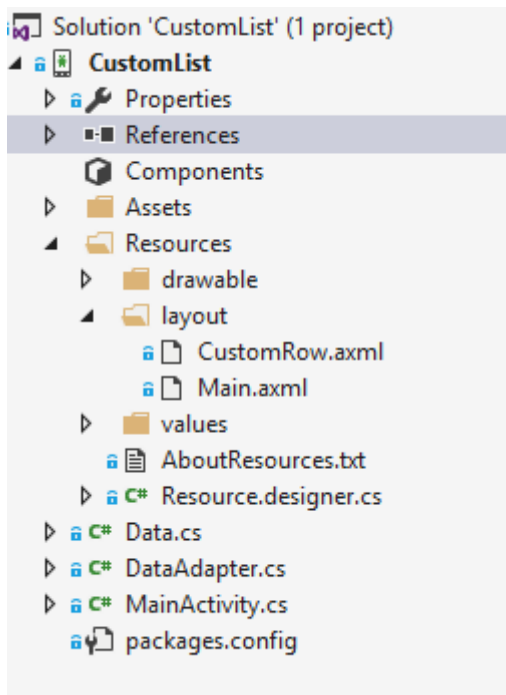 Solution 'CustomList' (1 project)
CustomList
Properties
References
Components
Assets
Resources
drawable
layout
CustomRow.axml
Main.axml
values
AboutResources.txt
C# Resource.designer.cs
C# Data.cs
C# DataAdapter.cs
C# MainActivity.cs
packages.config